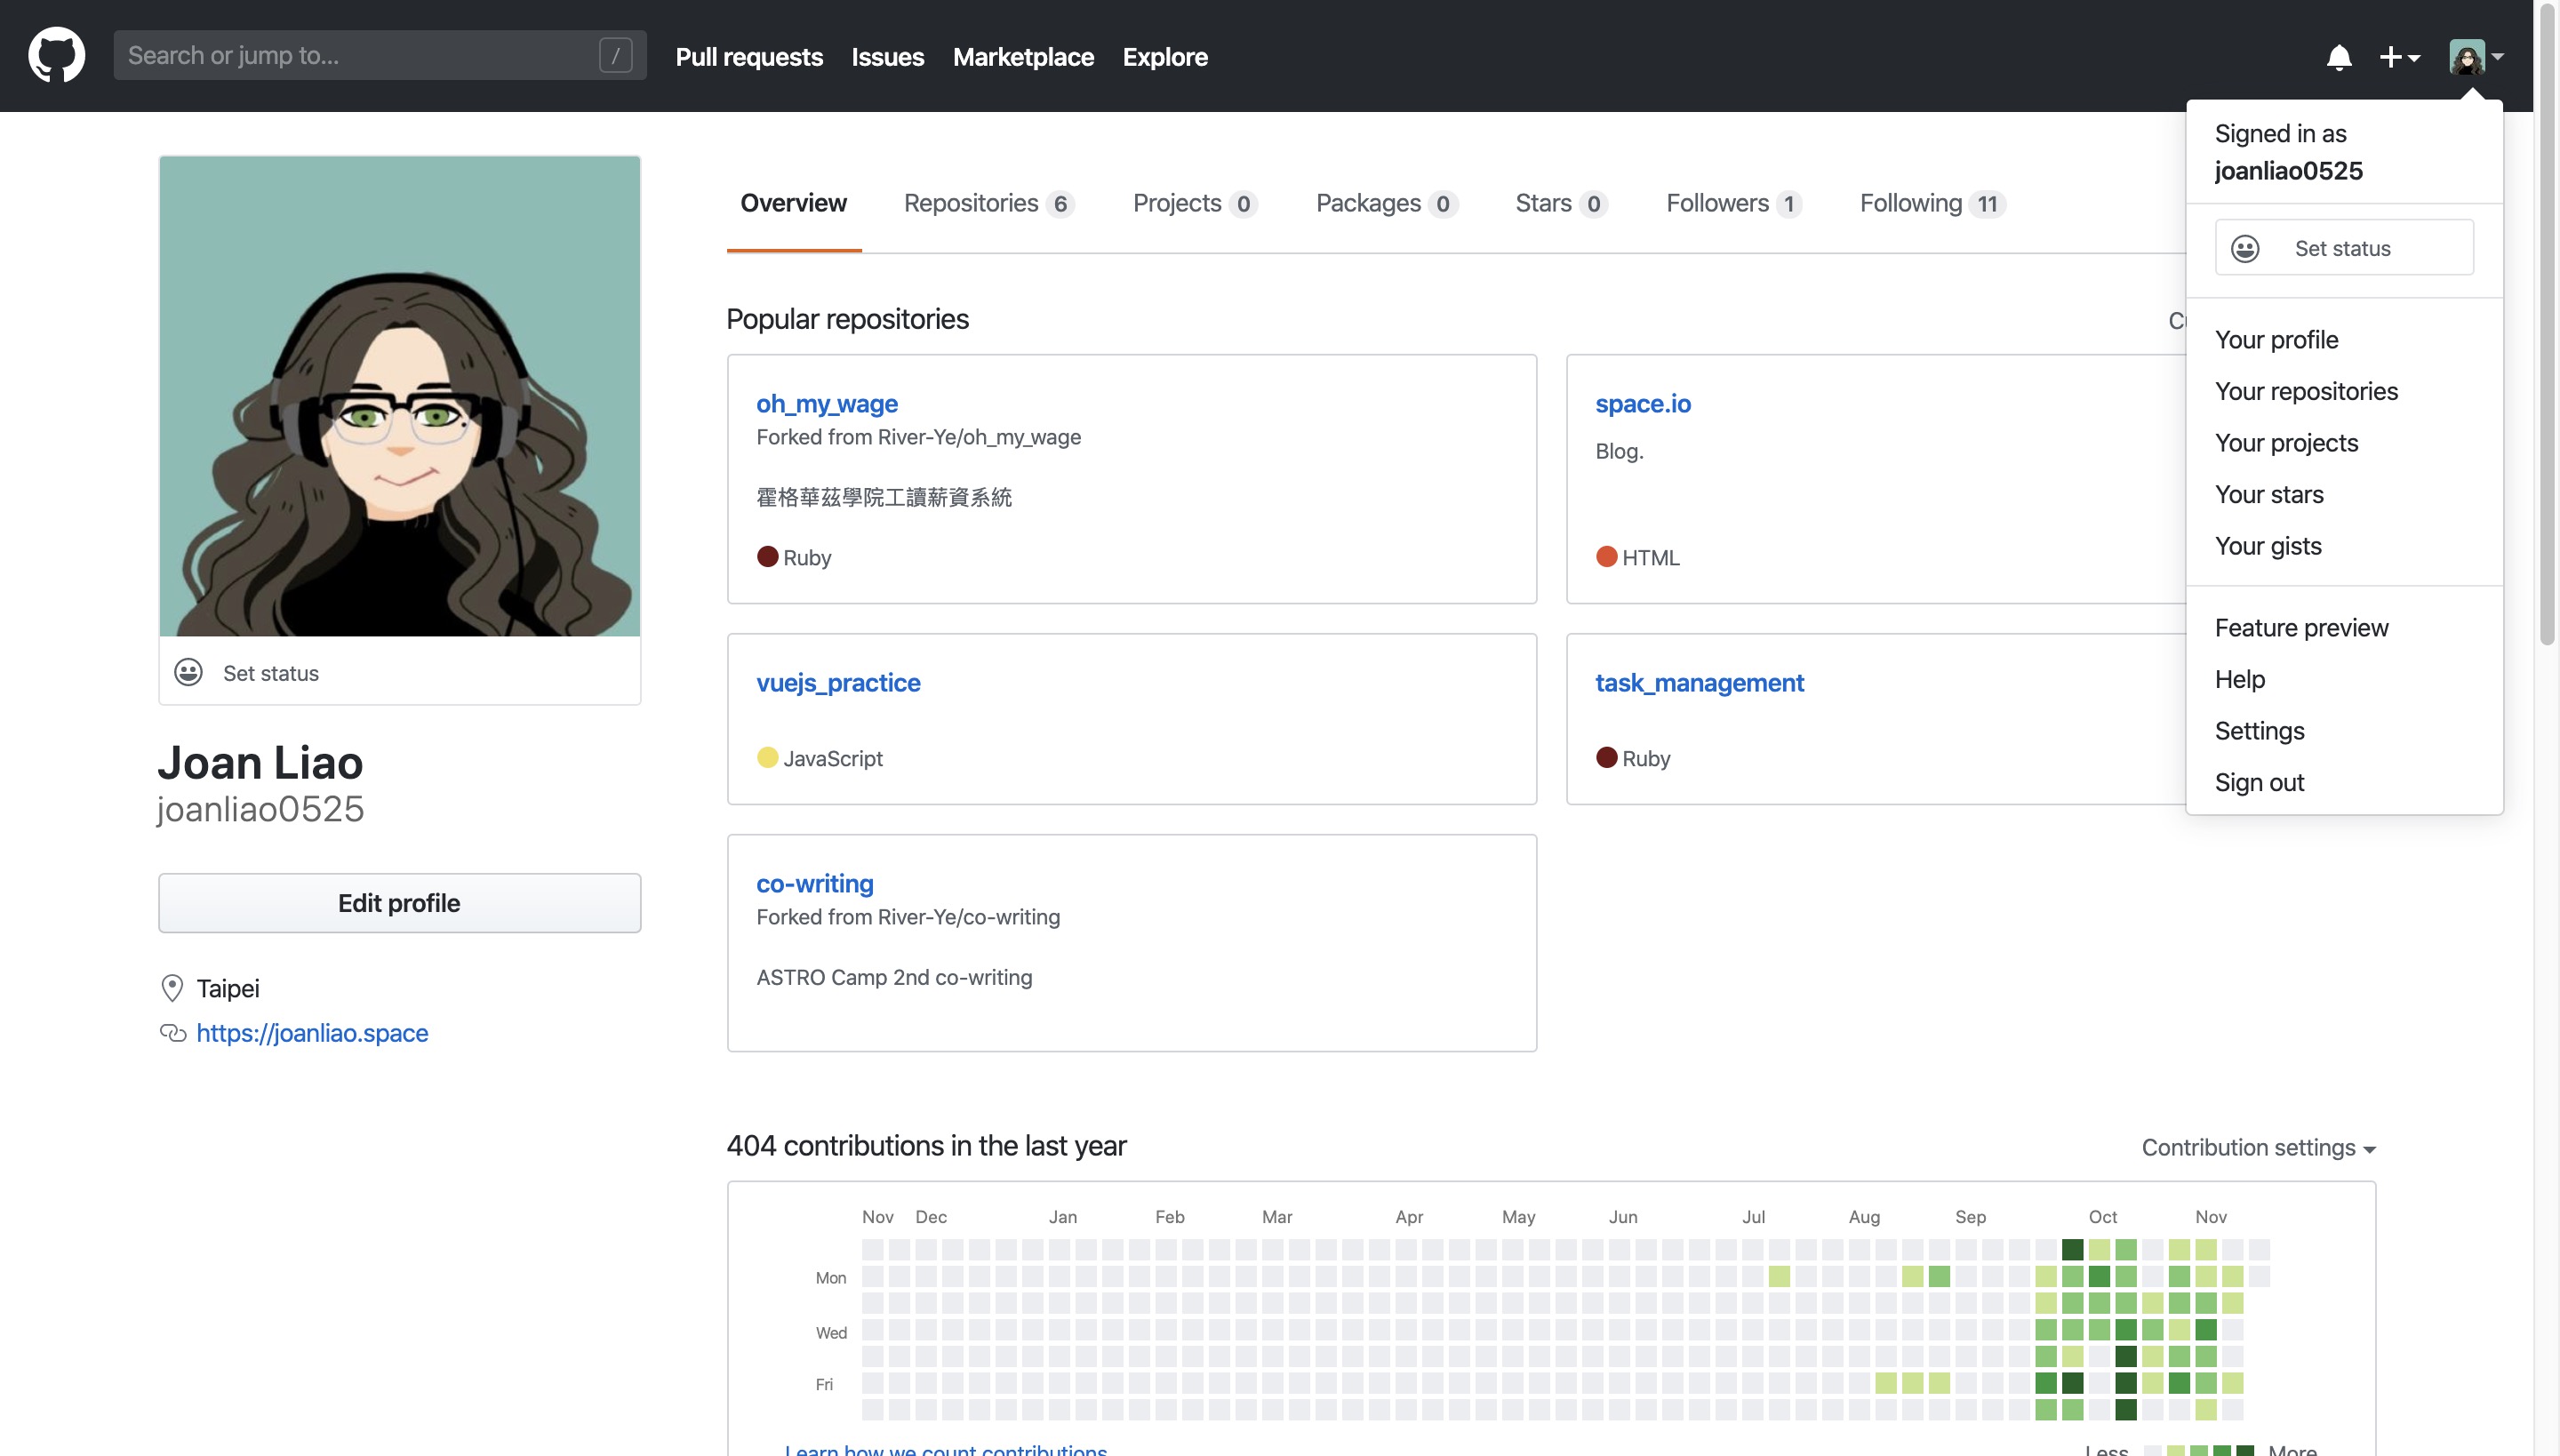 Search or jump to... /
Pull requests Issues Marketplace Explore
Signed in as
joanliao0525
Set status
Your profile
Your repositories
Your projects
Your stars
Your gists
Feature preview
Help
Settings
Sign out
Set status
Joan Liao
joanliao0525
Edit profile
Taipei
https://joanliao.space
Overview Repositories 6 Projects 0 Packages 0 Stars 0 Followers 1 Following 11
Popular repositories
oh_my_wage
Forked from River-Ye/oh_my_wage
霍格華茲學院工讀薪資系統
Ruby
space.io
Blog.
HTML
vuejs_practice
JavaScript
task_management
Ruby
co-writing
Forked from River-Ye/co-writing
ASTRO Camp 2nd co-writing
404 contributions in the last year
Contribution settings
Nov Dec Jan Feb Mar Apr May Jun Jul Aug Sep Oct Nov
Mon
Wed
Fri
Learn how we count contributions
Less More